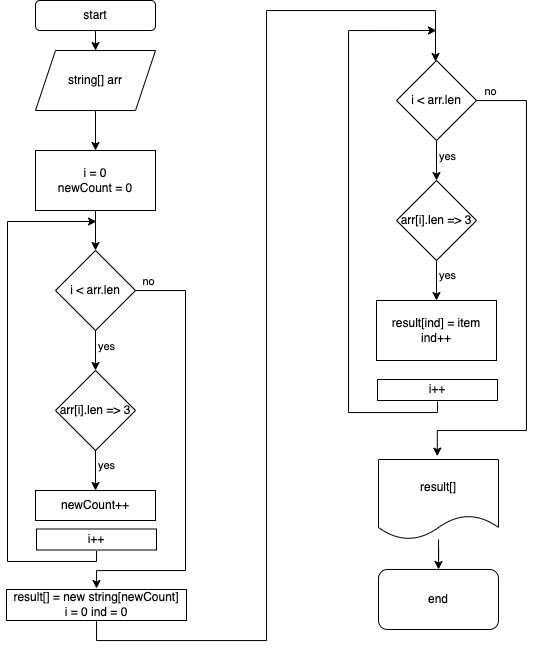 start
string[] arr
i = 0
newCount = 0
i < arr.len
no
yes
arr[i].len => 3
yes
newCount++
i++
result[] = new string[newCount]
i = 0 ind = 0
i < arr.len
no
yes
arr[i].len => 3
yes
result[ind] = item
ind++
i++
result[]
end